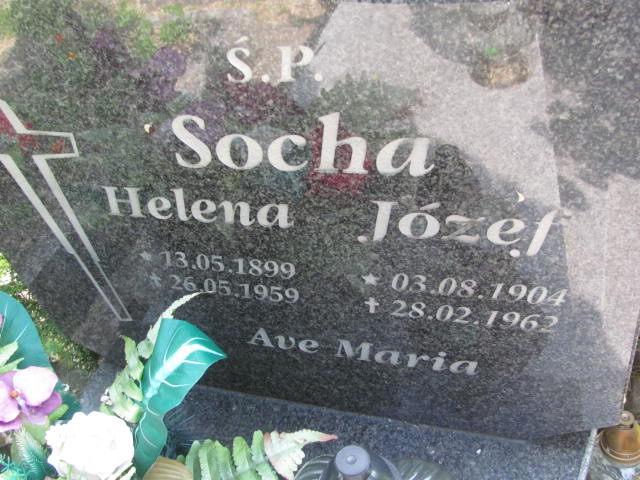 Ś.P.
Socha
Helena Józef
★ 13.05.1899 ★ 03.08.1904
✝ 26.05.1959 ✝ 28.02.1962
Ave Maria